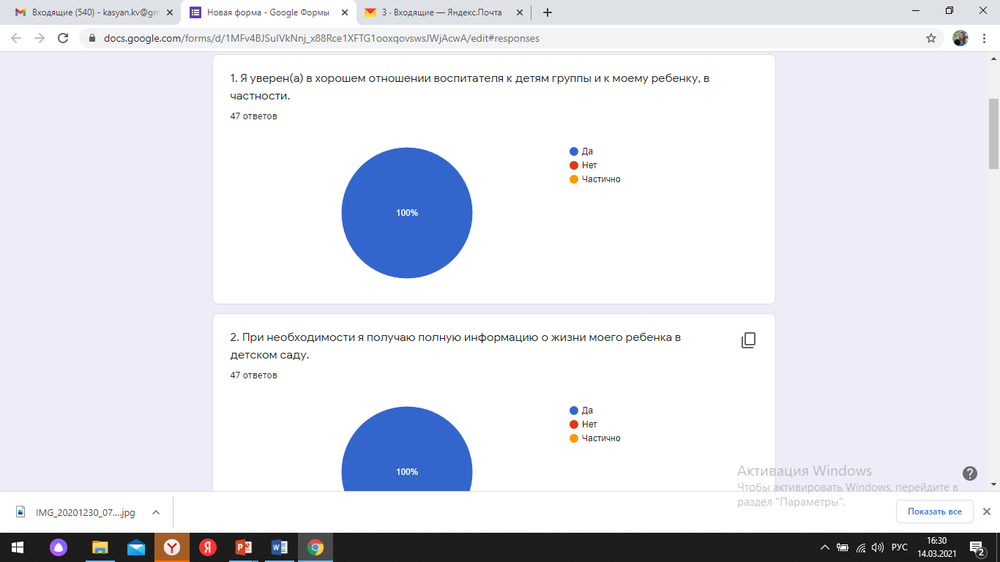 Входящие (540) - kasyan.kv@gm
Новая форма - Google Формы
3 · Входящие — Яндекс.Почта
docs.google.com/forms/d/1MFv4BJSulVkNnj_x88Rce1XFTG1ooxqovswsJWjAcwA/edit#responses
1. Я уверен(а) в хорошем отношении воспитателя к детям группы и к моему ребенку, в
частности.
47 ответов
100%
Да
Нет
Частично
2. При необходимости я получаю полную информацию о жизни моего ребенка в
детском саду.
47 ответов
100%
Да
Нет
Частично
Активация Windows
Чтобы активировать Windows, перейдите в
раздел "Параметры".
IMG_20201230_07....jpg
Показать все
РУС
16:30
14.03.2021
2